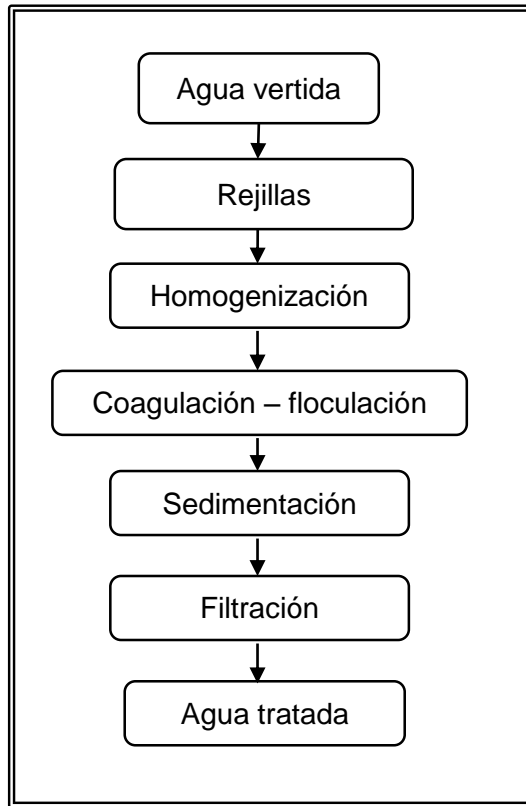 Agua vertida
Rejillas
Homogenización
Coagulación – floculación
Sedimentación
Filtración
Agua tratada